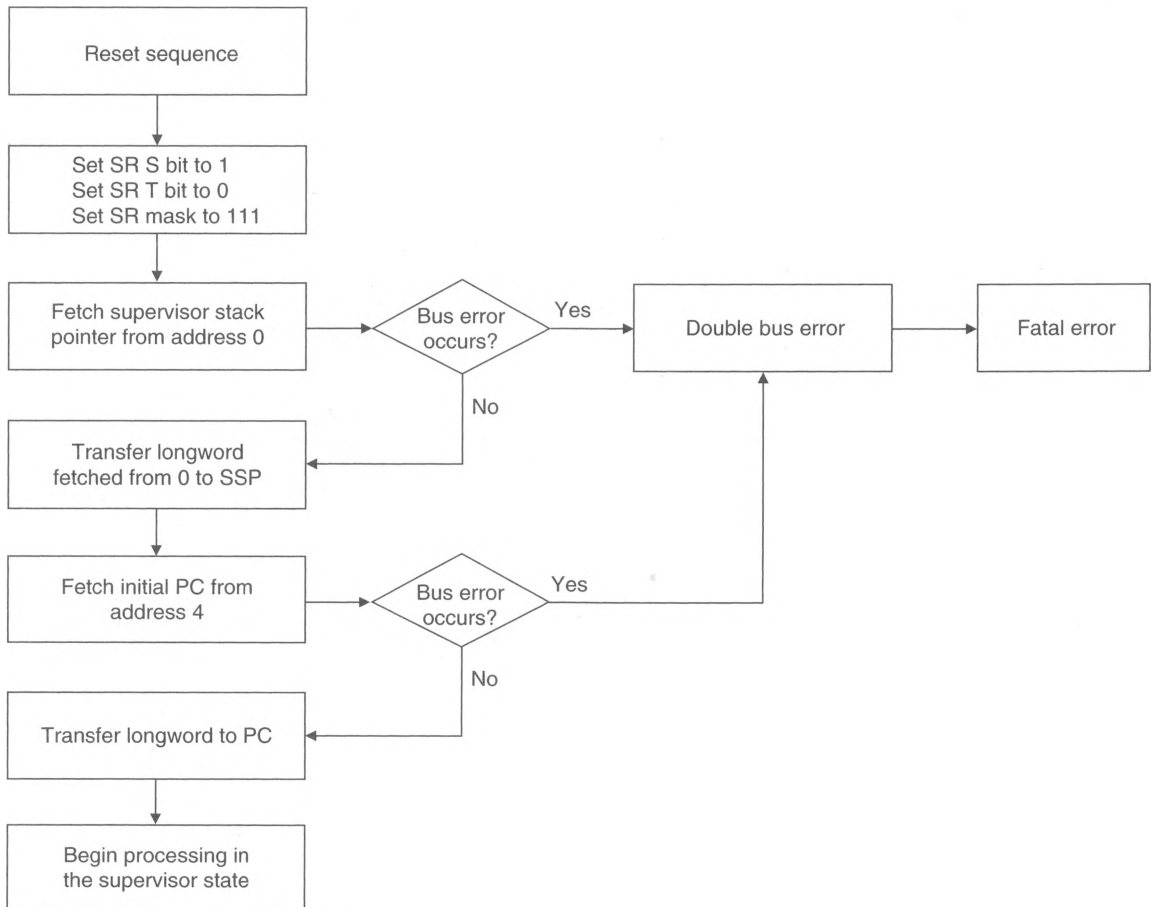 Reset sequence
Set SR S bit to 1
Set SR T bit to 0
Set SR mask to 111
Fetch supervisor stack
pointer from address 0
Bus error
occurs?
Yes
Double bus error
Fatal error
No
Transfer longword
fetched from 0 to SSP
Fetch initial PC from
address 4
Bus error
occurs?
Yes
No
Transfer longword to PC
Begin processing in
the supervisor state